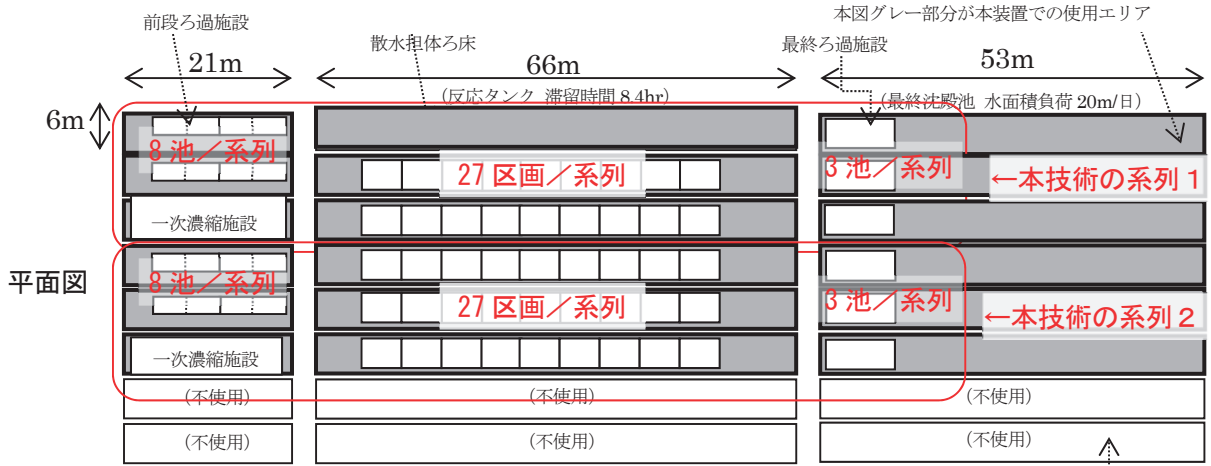 前段ろ過施設
本図グレー部分が本装置での使用エリア
散水担体ろ床
最終ろ過施設
21m
66m
53m
(反応タンク 滞留時間 8.4hr)
(最終沈殿池 水面積負荷 20m/日)
6m
8池／系列
27区画／系列
3池／系列
←本技術の系列1
一次濃縮施設
平面図
8池／系列
27区画／系列
3池／系列
←本技術の系列2
一次濃縮施設
(不使用)
(不使用)
(不使用)
(不使用)
(不使用)
(不使用)